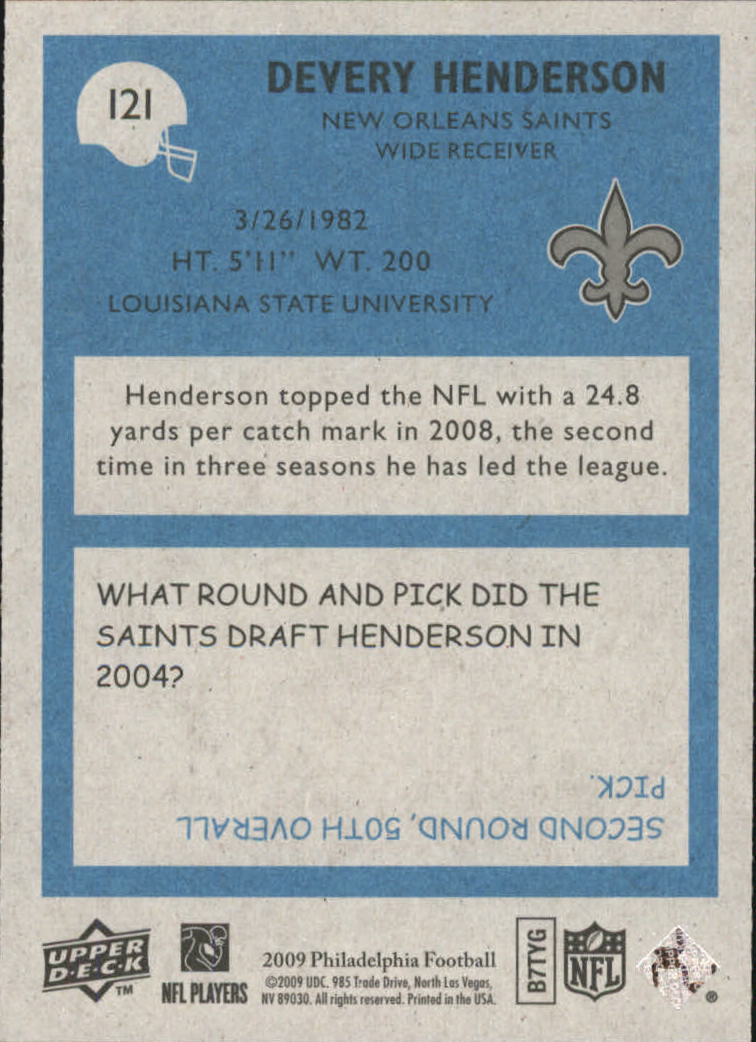 121
DEVERY HENDERSON
NEW ORLEANS SAINTS
WIDE RECEIVER
3/26/1982
HT. 5'11" WT. 200
LOUISIANA STATE UNIVERSITY
Henderson topped the NFL with a 24.8
yards per catch mark in 2008, the second
time in three seasons he has led the league.
WHAT ROUND AND PICK DID THE
SAINTS DRAFT HENDERSON IN
2004?
SECOND ROUND, 50TH OVERALL
PICK.
UPPER
D·E·C·K
TM
NFL PLAYERS
2009 Philadelphia Football
©2009 UDC. 985 Trade Drive, North Las Vegas,
NV 89030. All rights reserved. Printed in the USA.
B7TYG
NFL
®